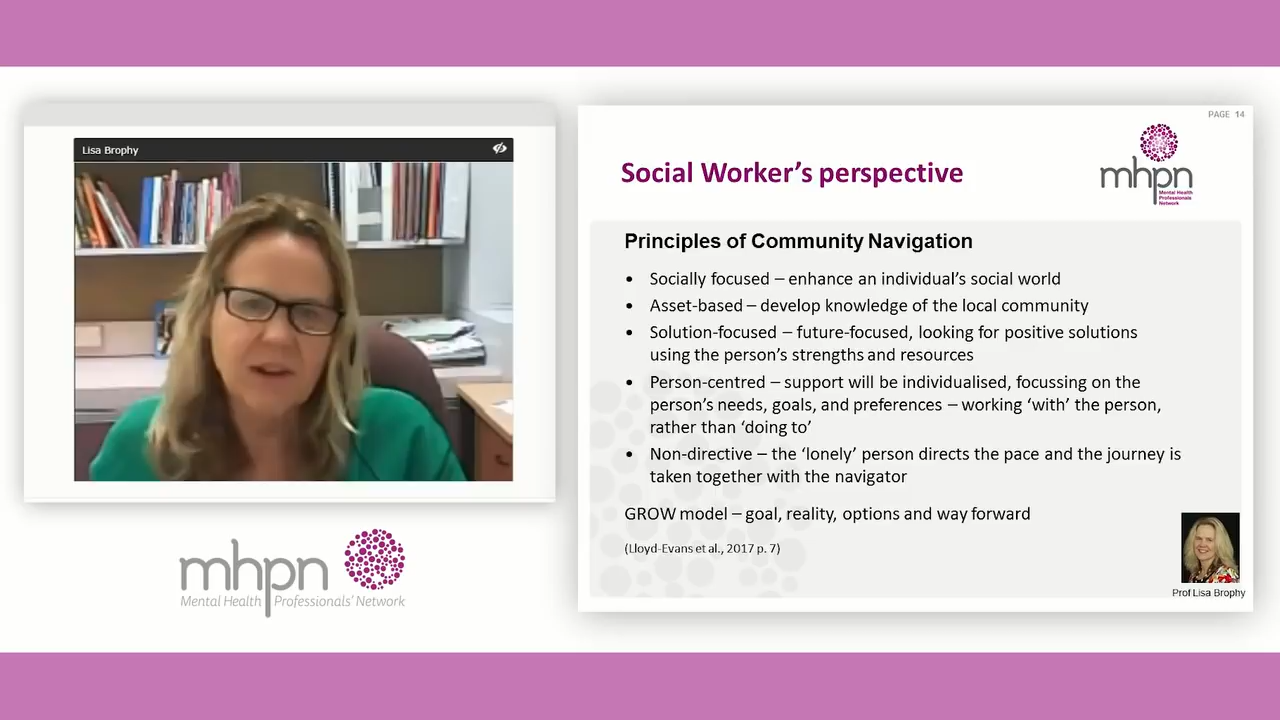 Lisa Brophy
mhpn
Mental Health Professionals' Network
PAGE 14
Social Worker's perspective
mhpn
Mental Health
Professionals
Network
Principles of Community Navigation
• Socially focused – enhance an individual's social world
• Asset-based – develop knowledge of the local community
• Solution-focused – future-focused, looking for positive solutions
using the person's strengths and resources
• Person-centred – support will be individualised, focussing on the
person's needs, goals, and preferences – working 'with' the person,
rather than 'doing to'
• Non-directive – the 'lonely' person directs the pace and the journey is
taken together with the navigator
GROW model – goal, reality, options and way forward
(Lloyd-Evans et al., 2017 p. 7)
Prof Lisa Brophy